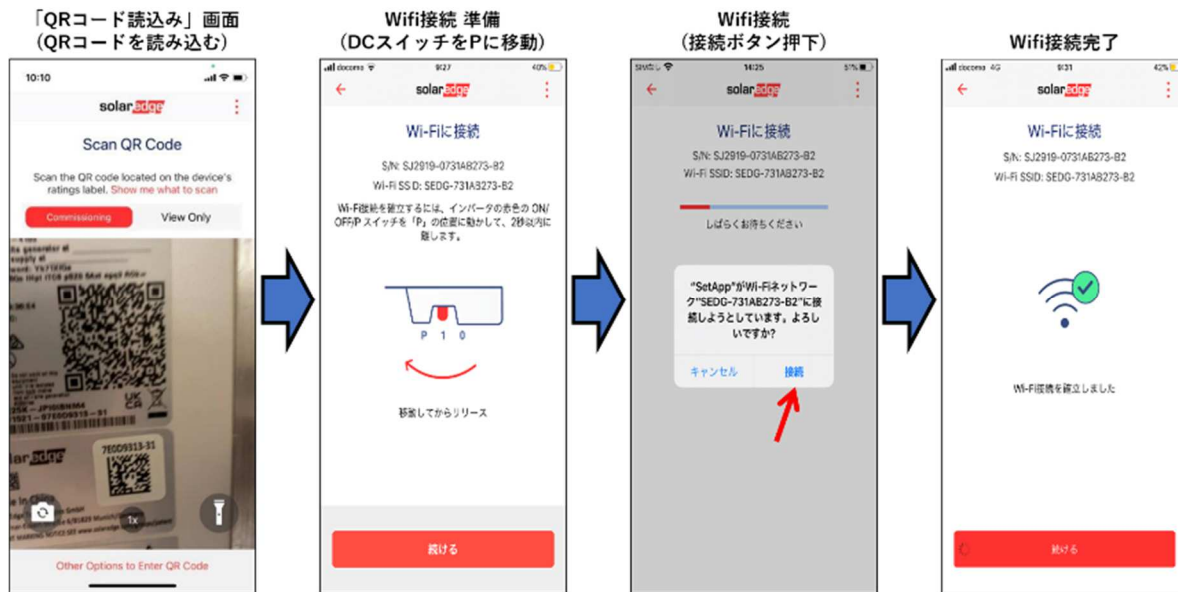 「QRコード読込み」画面
(QRコードを読み込む)
10:10
solaredge
Scan QR Code
Scan the QR code located on the device's
ratings label. Show me what to scan
Commissioning
View Only
7E0D9313-31
1x
Other Options to Enter QR Code
Wifi接続 準備
(DCスイッチをPに移動)
docomo
9:27
40%
solaredge
Wi-Fiに接続
S/N: SJ2919-0731AB273-B2
Wi-Fi SSID: SEDG-731AB273-B2
Wi-Fi接続を確立するには、インバータの赤色の ON/
OFF/P スイッチを「P」の位置に動かして、2秒以内に
離します。
P 1 0
移動してからリリース
続ける
Wifi接続
(接続ボタン押下)
SIMなし
14:25
51%
solaredge
Wi-Fiに接続
S/N: SJ2919-0731AB273-B2
Wi-Fi SSID: SEDG-731AB273-B2
しばらくお待ちください
"SetApp"がWi-Fiネットワー
ク"SEDG-731AB273-B2"に接
続しようとしています。よろし
いですか?
キャンセル
接続
Wifi接続完了
docomo 4G
9:31
42%
solaredge
Wi-Fiに接続
S/N: SJ2919-0731AB273-B2
Wi-Fi SSID: SEDG-731AB273-B2
Wi-Fi接続を確立しました
続ける